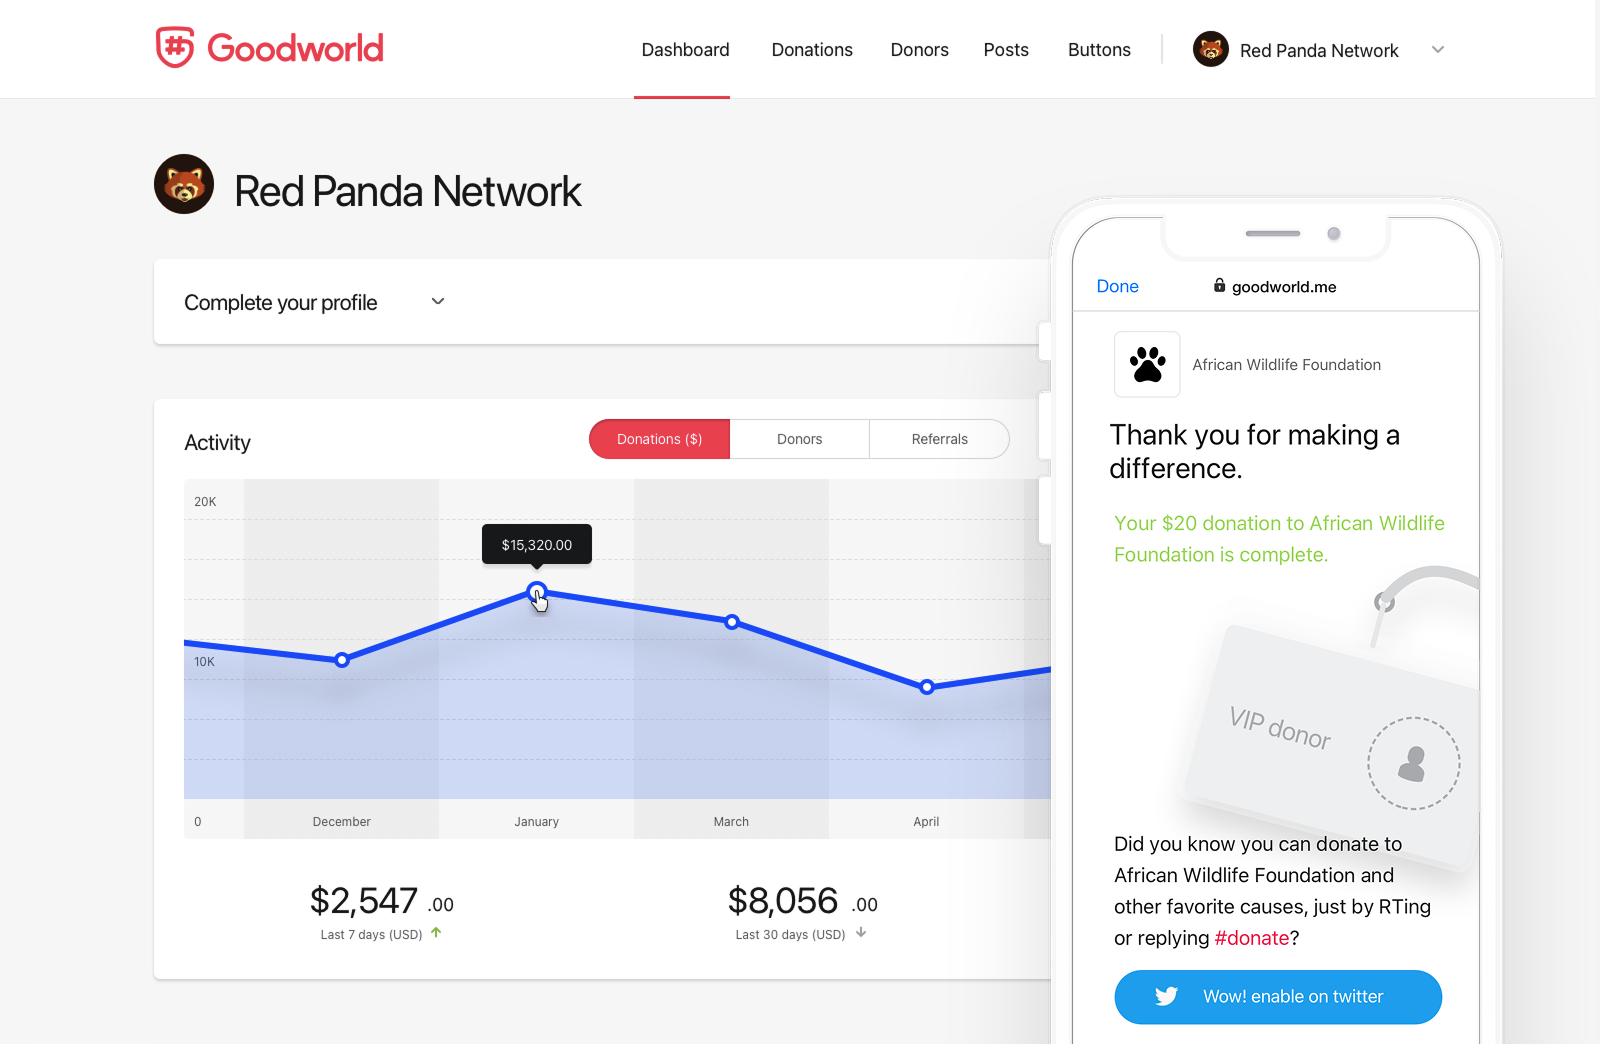 Goodworld
Dashboard
Donations
Donors
Posts
Buttons
Red Panda Network
Red Panda Network
Complete your profile
Activity
Donations ($)
Donors
Referrals
20K
$15,320.00
10K
0
December
January
March
April
$2,547 .00
Last 7 days (USD)
$8,056 .00
Last 30 days (USD)
Done
goodworld.me
African Wildlife Foundation
Thank you for making a
difference.
Your $20 donation to African Wildlife
Foundation is complete.
VIP donor
Did you know you can donate to
African Wildlife Foundation and
other favorite causes, just by RTing
or replying #donate?
Wow! enable on twitter